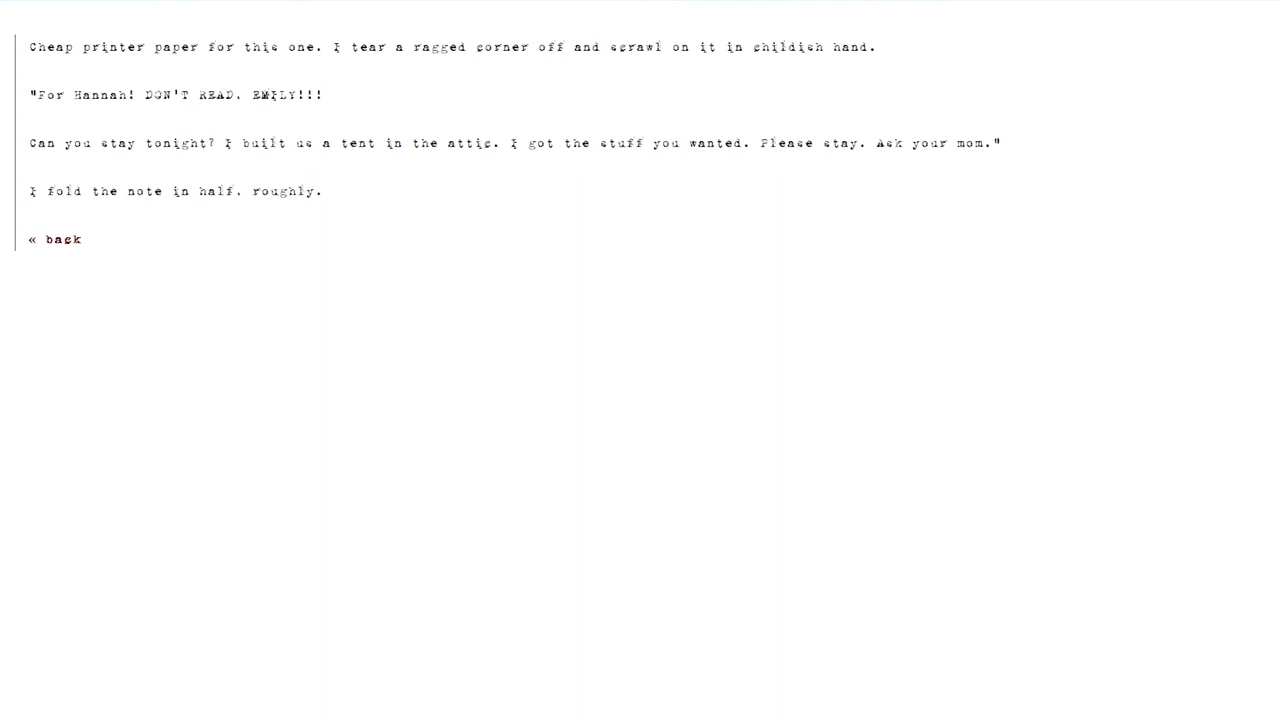 Cheap printer paper for this one. I tear a ragged corner off and scrawl on it in childish hand.
"For Hannah! DON'T READ, EMILY!!!
Can you stay tonight? I built us a tent in the attic. I got the stuff you wanted. Please stay. Ask your mom."
I fold the note in half, roughly.
« back